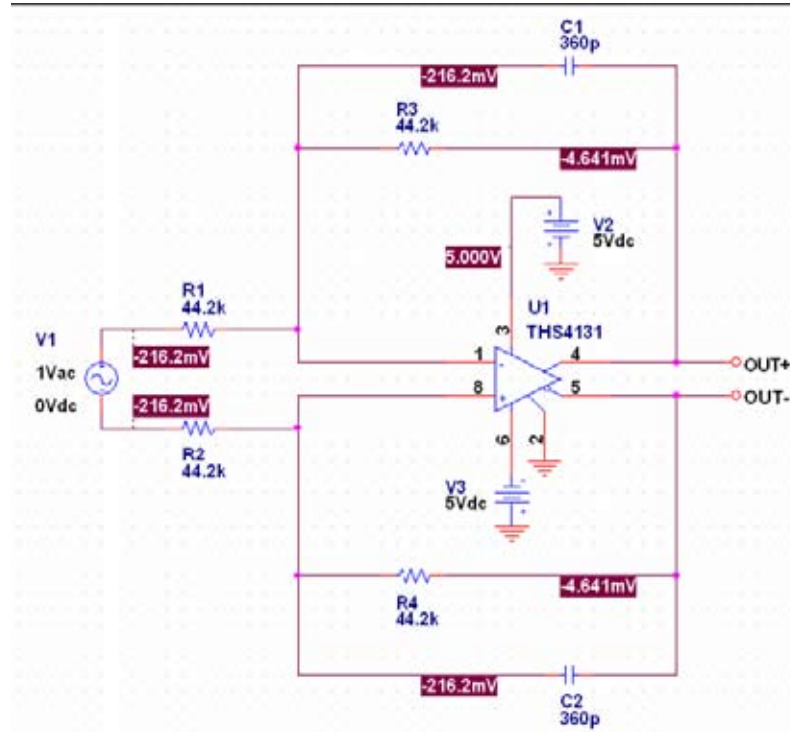 C1
360p
-216.2mV
R3
44.2k
-4.641mV
V2
5Vdc
5.000V
R1
44.2k
U1
THS4131
V1
1Vac
0Vdc
-216.2mV
-216.2mV
3
1
4
8
5
OUT+
OUT-
R2
44.2k
6
2
V3
5Vdc
R4
44.2k
-4.641mV
-216.2mV
C2
360p